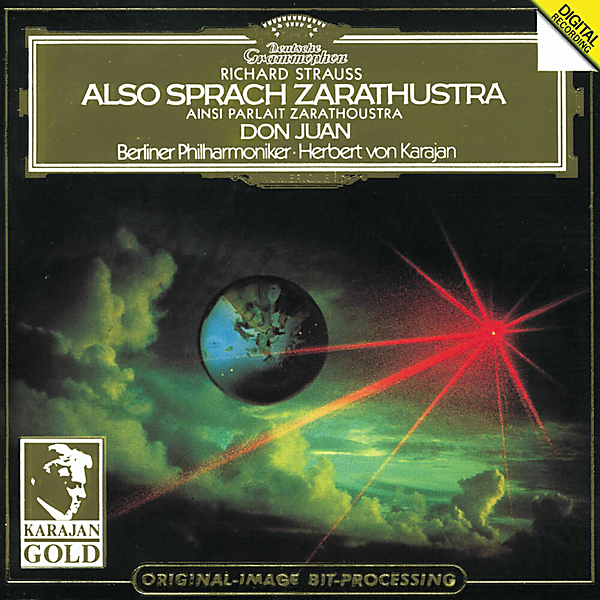 DIGITAL
RECORDING
Deutsche
Grammophon
RICHARD STRAUSS
ALSO SPRACH ZARATHUSTRA
AINSI PARLAIT ZARATHOUSTRA
DON JUAN
Berliner Philharmoniker · Herbert von Karajan
NUMERIQUE
KARAJAN
GOLD
ORIGINAL-IMAGE BIT-PROCESSING